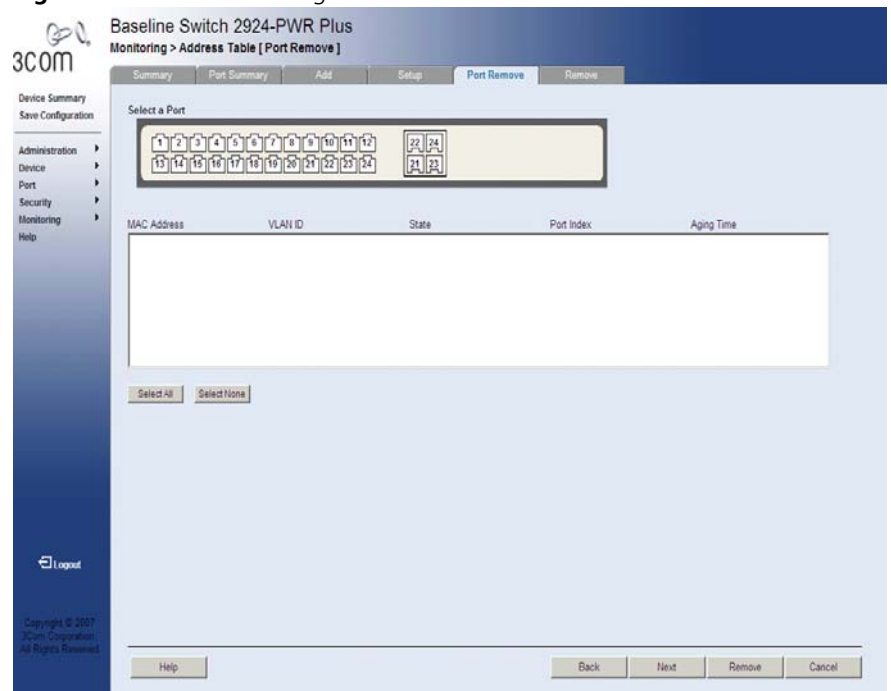 Baseline Switch 2924-PWR Plus
Monitoring > Address Table [ Port Remove ]
3COM
Summary Port Summary Add Setup Port Remove Remove
Device Summary
Save Configuration
Administration
Device
Port
Security
Monitoring
Help
Select a Port
1 2 3 4 5 6 7 8 9 10 11 12 22 24
13 14 15 16 17 18 19 20 21 22 23 24 21 23
MAC Address VLAN ID State Port Index Aging Time
Select All Select None
Logout
Copyright © 2007
3Com Corporation
All Rights Reserved
Help Back Next Remove Cancel